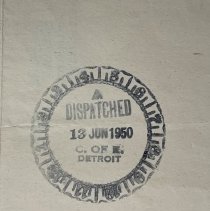 DISPATCHED
13 JUN 1950
C. OF E.
DETROIT